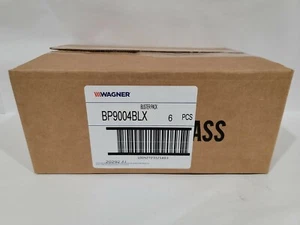 WAGNER
BLISTER PACK
BP9004BLX 6 PCS
ASS